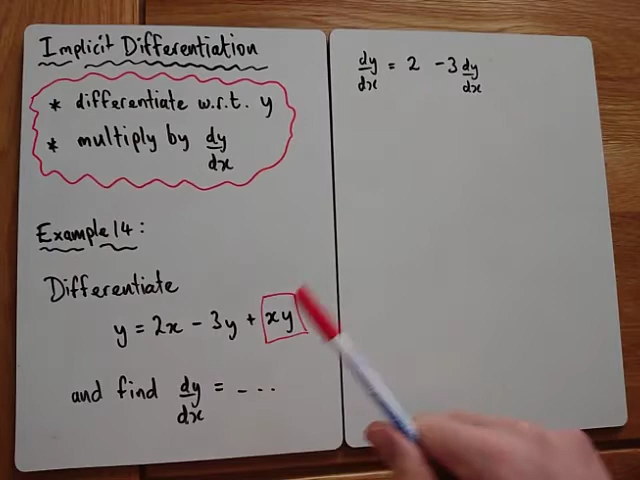 Implicit Differentiation
* differentiate w.r.t. y
* multiply by dy/dx
Example 14:
Differentiate
y = 2x - 3y + xy
and find dy/dx = - - - -
dy/dx = 2 - 3 dy/dx